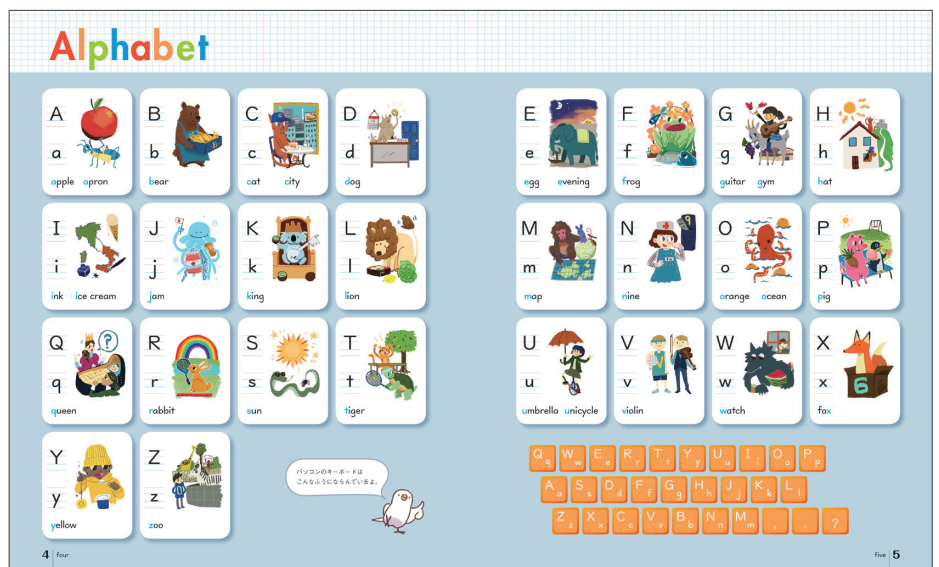 Alphabet
A
a
apple apron
B
b
bear
C
c
cat city
D
d
dog
I
i
ink ice cream
J
j
jam
K
k
king
L
l
lion
Q
q
queen
?
R
r
rabbit
S
s
sun
T
t
tiger
Y
y
yellow
Z
z
zoo
パソコンのキーボードは
こんなふうにならんでいるよ。
4 four
E
e
egg evening
F
f
frog
G
g
guitar gym
H
h
hat
M
m
map
N
n
nine
9
O
o
orange ocean
P
p
pig
U
u
umbrella unicycle
V
v
violin
W
w
watch
X
x
fox
6
Q q W w E e R r T t Y y U u I i O o P p
A a S s D d F f G g H h J j K k L l
Z z X x C c V v B b N n M m , . ?
five 5